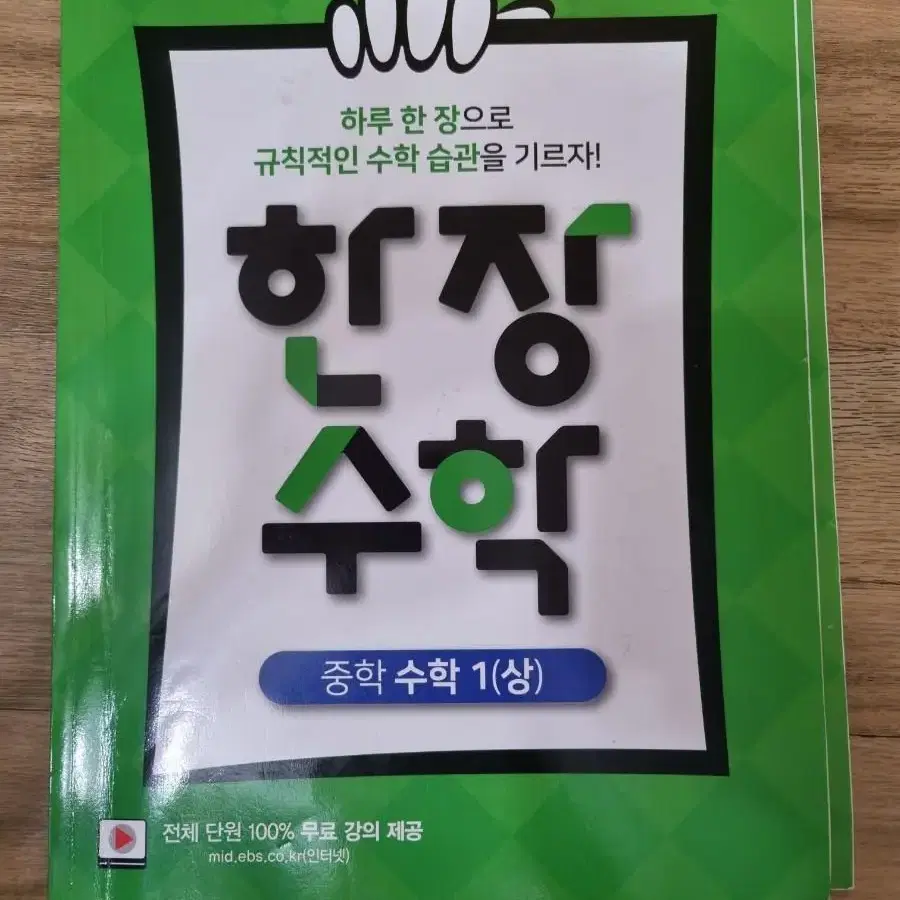 하루 한 장으로
규칙적인 수학 습관을 기르자!
한장
수학
중학 수학 1(상)
전체 단원 100% 무료 강의 제공
mid.ebs.co.kr(인터넷)